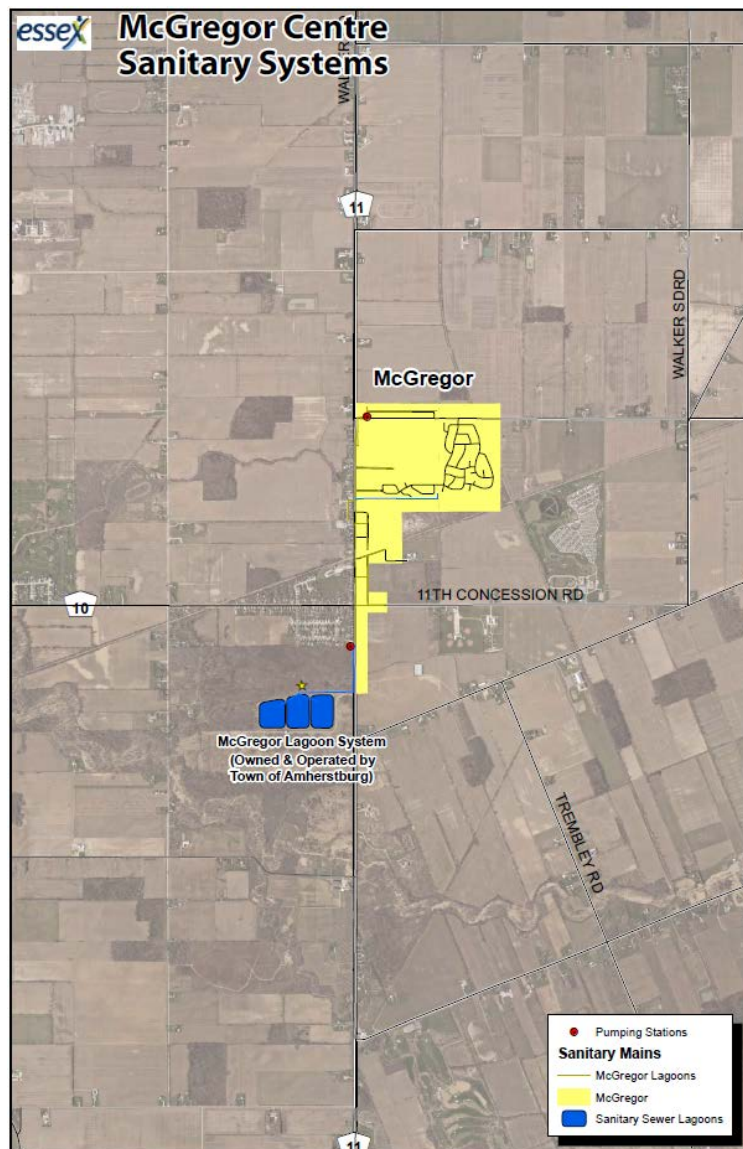 essex
McGregor Centre
Sanitary Systems
WALKER
11
WALKER SDRD
McGregor
11TH CONCESSION RD
10
McGregor Lagoon System
(Owned & Operated by
Town of Amherstburg)
TREMBLEY RD
Pumping Stations
Sanitary Mains
McGregor Lagoons
McGregor
Sanitary Sewer Lagoons
11